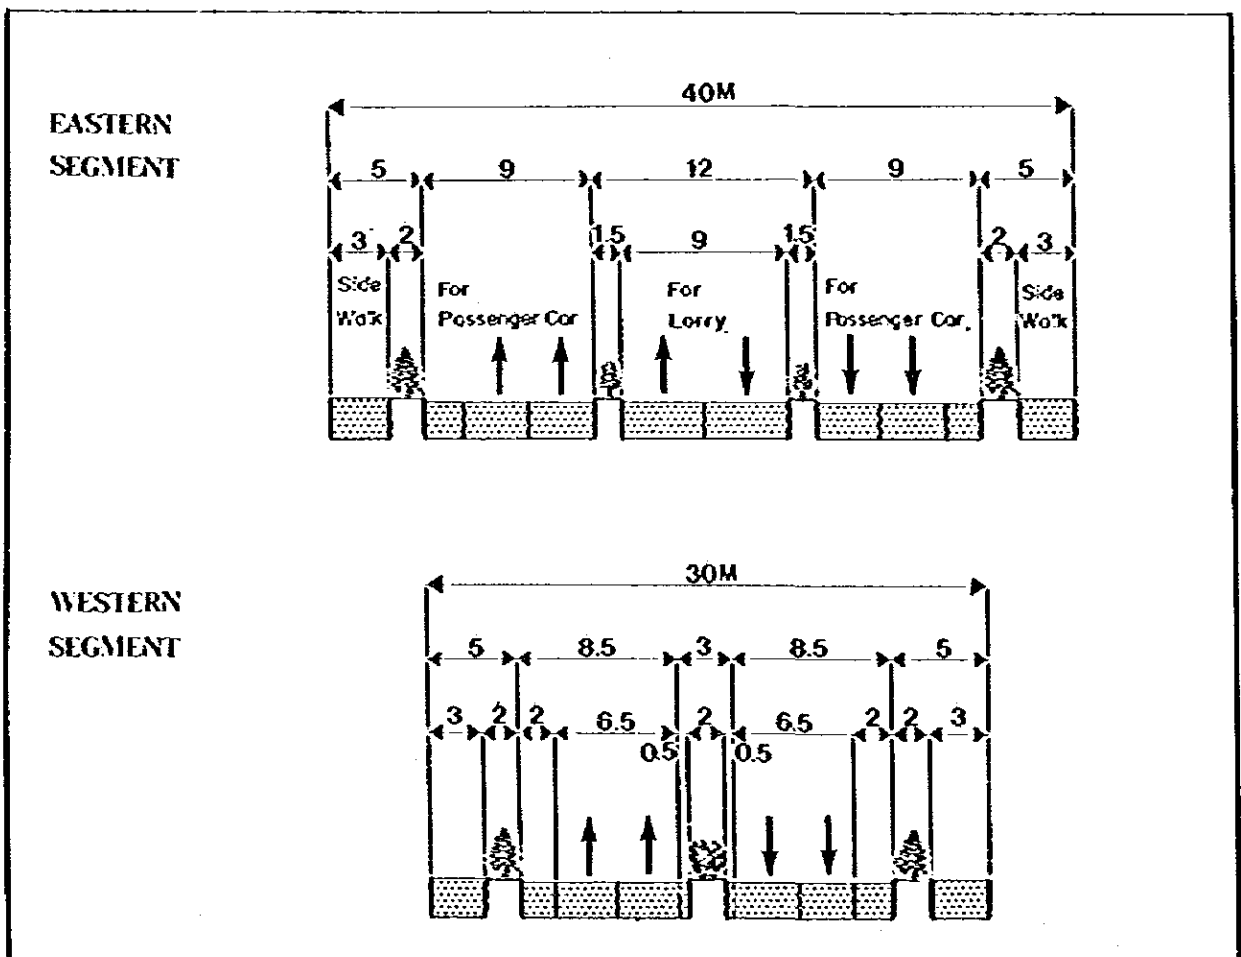 40M
EASTERN
SEGMENT
5 9 12 9 5
3 2 1.5 9 1.5 2 3
Side For For For Side
Walk Passenger Car Lorry Passenger Car. Walk
30M
WESTERN
SEGMENT
5 8.5 3 8.5 5
3 2 2 6.5 2 6.5 2 2 3
0.5 0.5